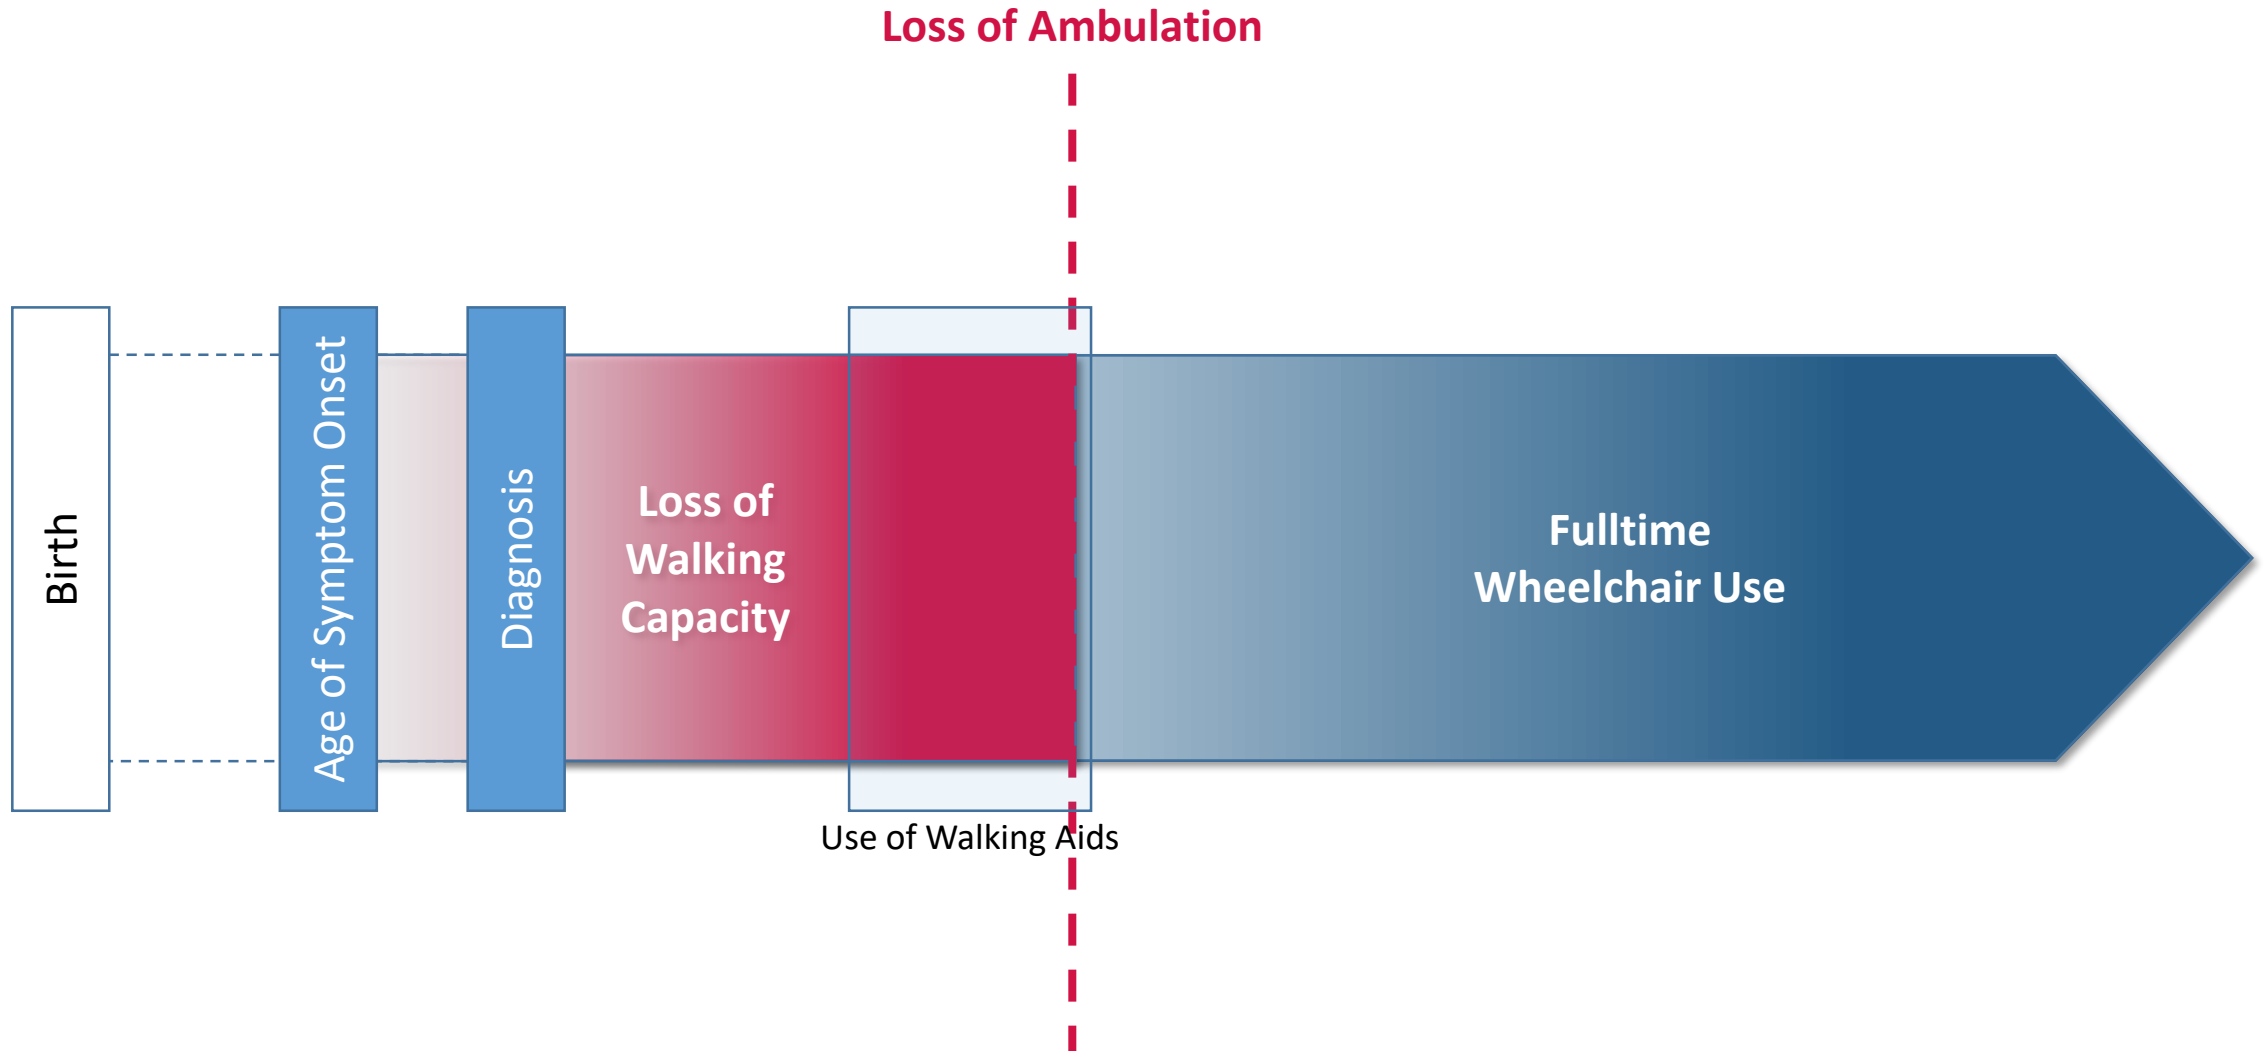 Loss of Ambulation
Birth
Age of Symptom Onset
Diagnosis
Loss of
Walking
Capacity
Fulltime
Wheelchair Use
Use of Walking Aids